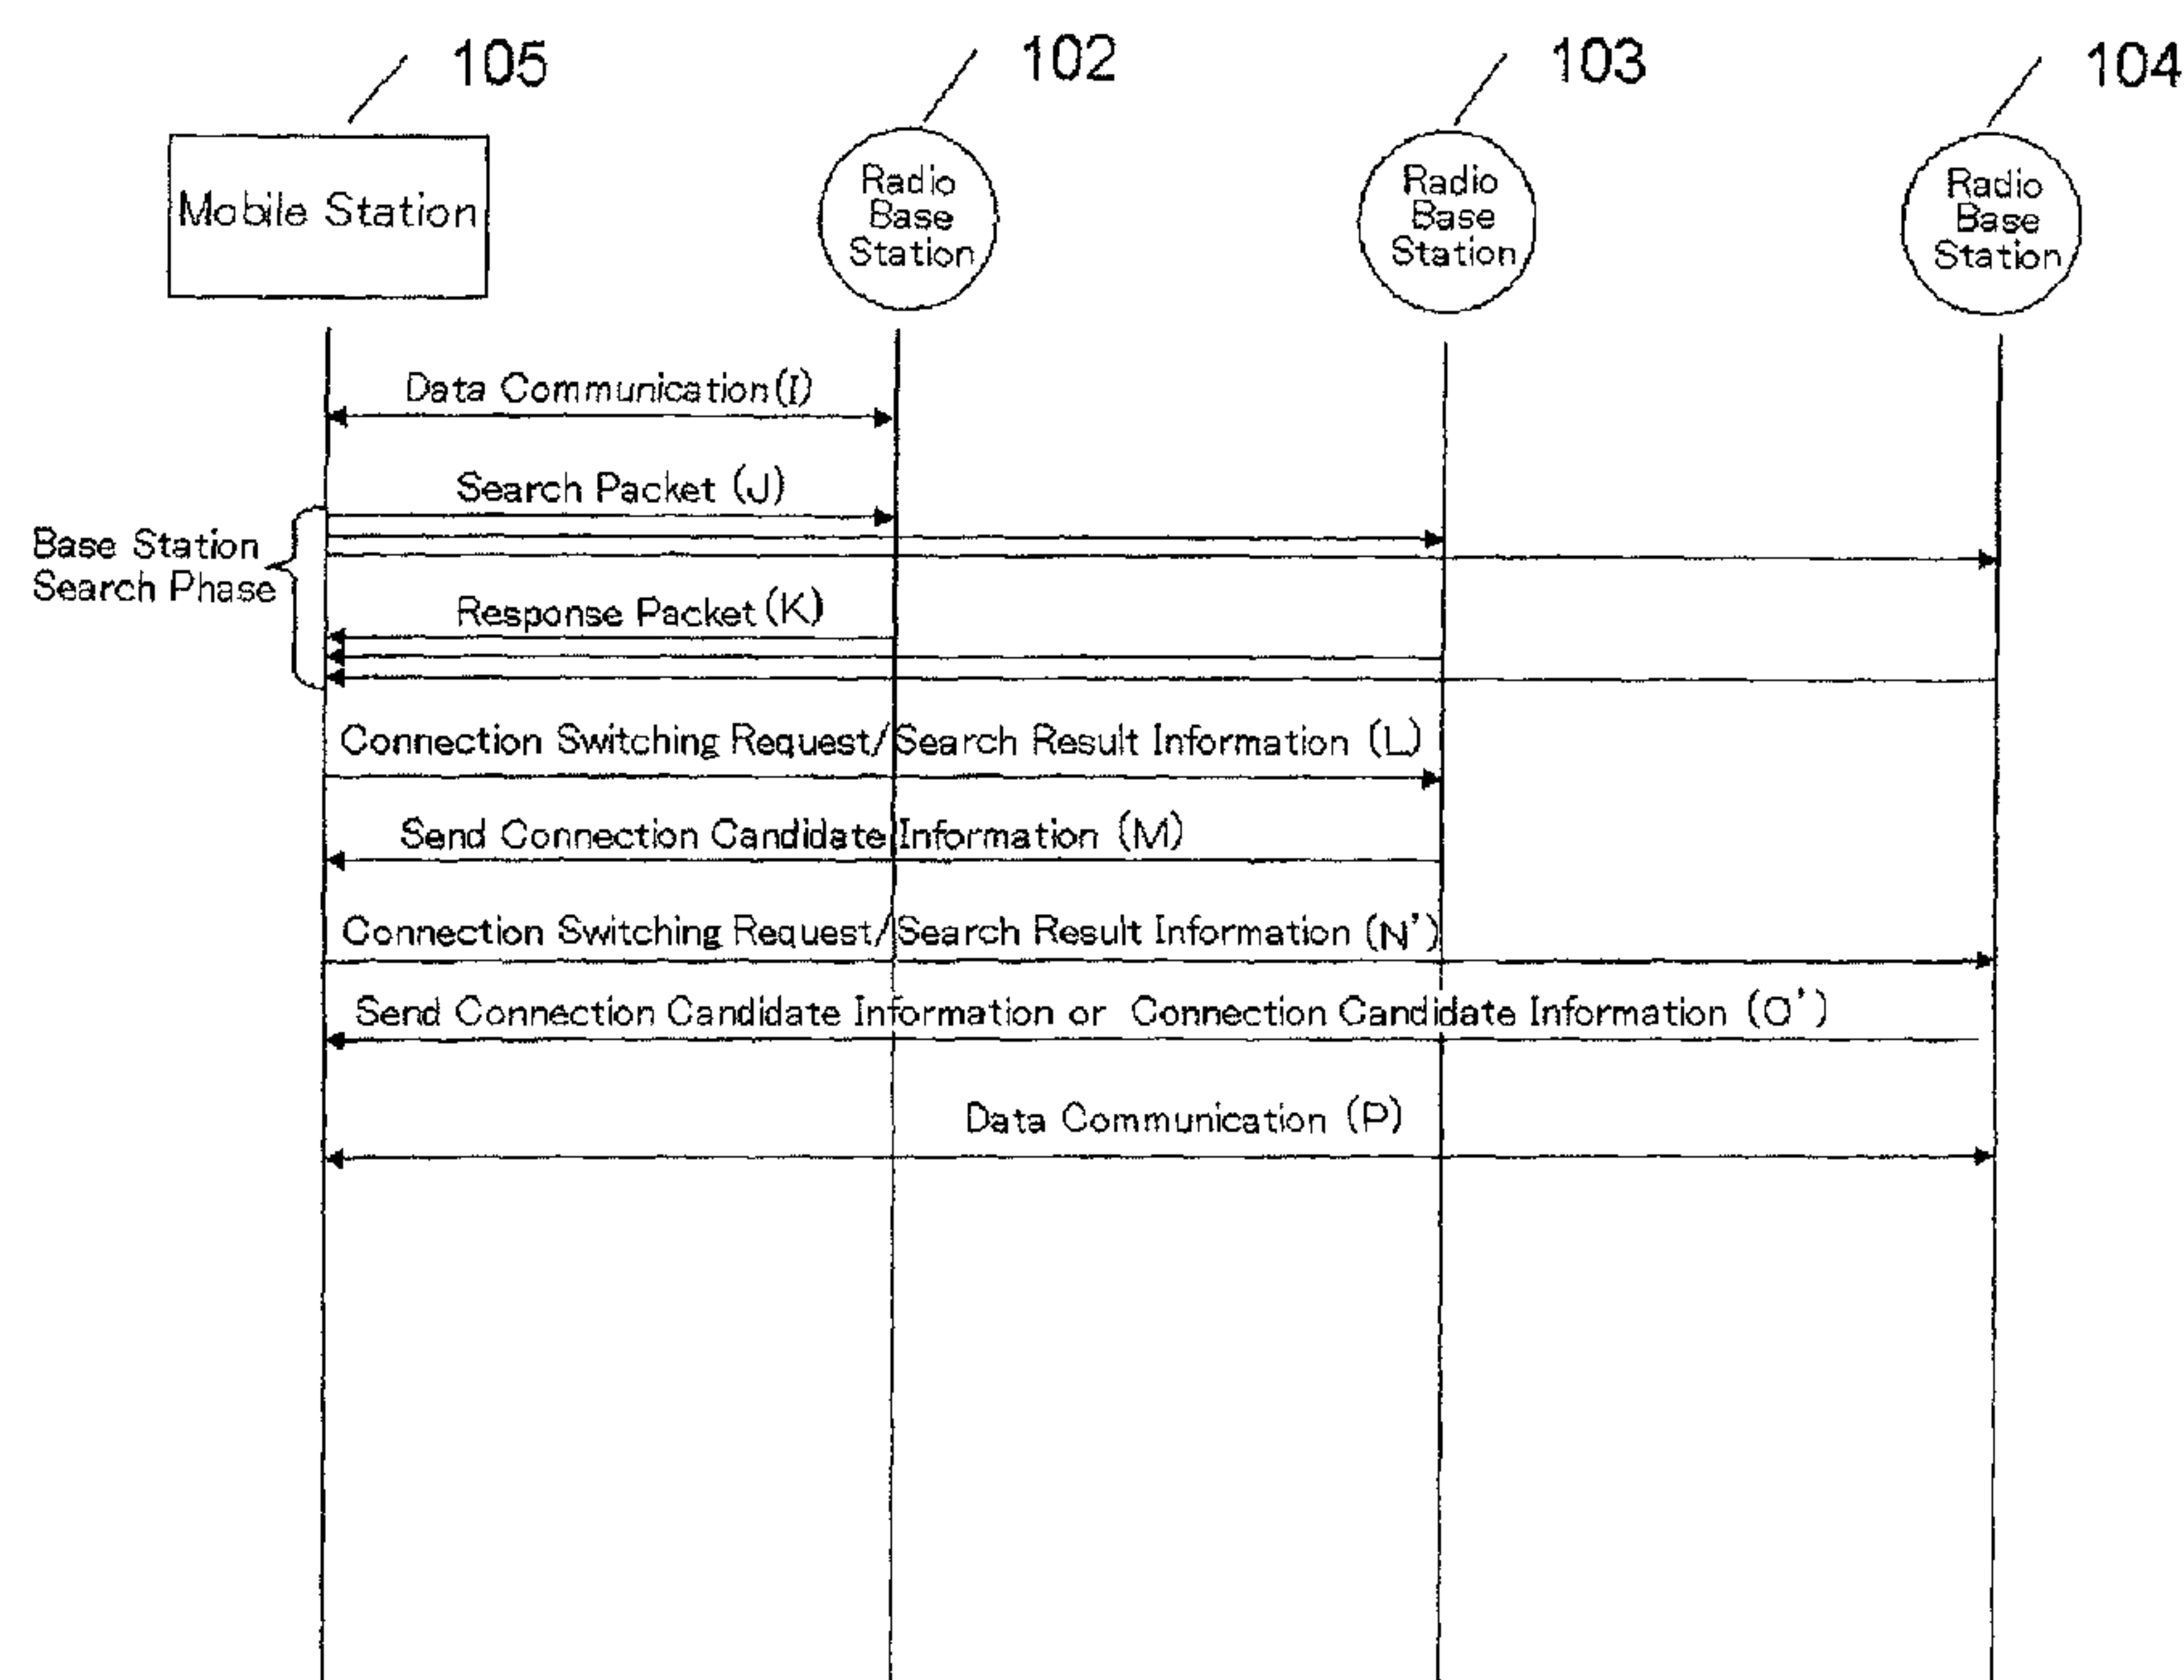 105
102
103
104
Mobile Station
Radio
Base
Station
Radio
Base
Station
Radio
Base
Station
Data Communication(I)
Search Packet (J)
Base Station
Search Phase
Response Packet(K)
Connection Switching Request/Search Result Information (L)
Send Connection Candidate Information (M)
Connection Switching Request/Search Result Information (N')
Send Connection Candidate Information or Connection Candidate Information (O')
Data Communication (P)